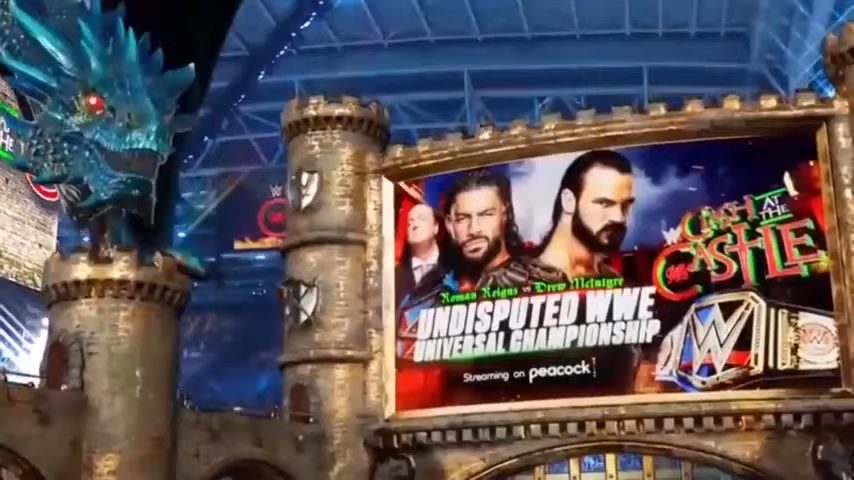 CLASH
AT
THE
CASTLE
Roman Reigns vs Drew McIntyre
UNDISPUTED WWE
UNIVERSAL CHAMPIONSHIP
Streaming on peacock